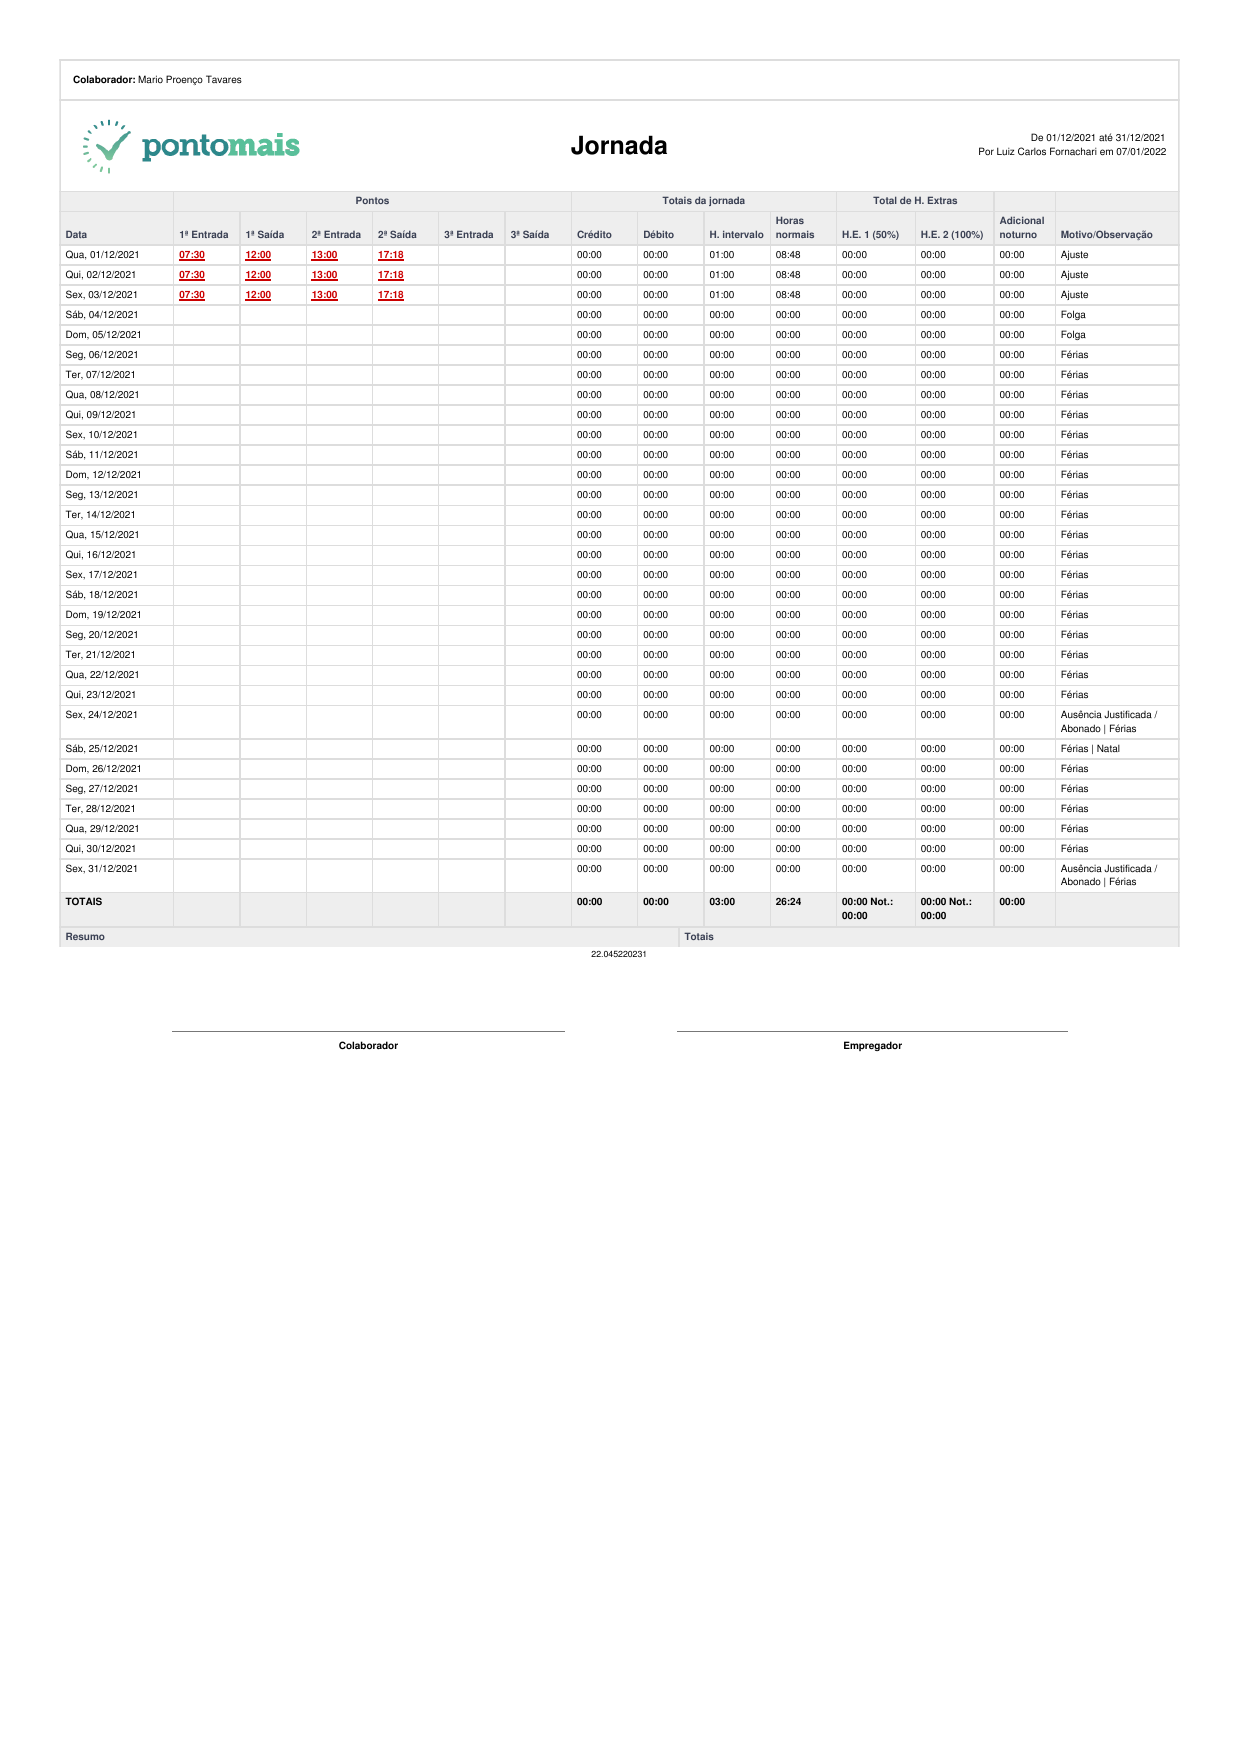 Colaborador: Mario Proenço Tavares
pontomais
Jornada
De 01/12/2021 até 31/12/2021
Por Luiz Carlos Fornachari em 07/01/2022
Pontos Totais da jornada Total de H. Extras
Data 1ª Entrada 1ª Saída 2ª Entrada 2ª Saída 3ª Entrada 3ª Saída Crédito Débito H. intervalo Horas normais H.E. 1 (50%) H.E. 2 (100%) Adicional noturno Motivo/Observação
Qua, 01/12/2021 07:30 12:00 13:00 17:18 00:00 00:00 01:00 08:48 00:00 00:00 00:00 Ajuste
Qui, 02/12/2021 07:30 12:00 13:00 17:18 00:00 00:00 01:00 08:48 00:00 00:00 00:00 Ajuste
Sex, 03/12/2021 07:30 12:00 13:00 17:18 00:00 00:00 01:00 08:48 00:00 00:00 00:00 Ajuste
Sáb, 04/12/2021 00:00 00:00 00:00 00:00 00:00 00:00 00:00 Folga
Dom, 05/12/2021 00:00 00:00 00:00 00:00 00:00 00:00 00:00 Folga
Seg, 06/12/2021 00:00 00:00 00:00 00:00 00:00 00:00 00:00 Férias
Ter, 07/12/2021 00:00 00:00 00:00 00:00 00:00 00:00 00:00 Férias
Qua, 08/12/2021 00:00 00:00 00:00 00:00 00:00 00:00 00:00 Férias
Qui, 09/12/2021 00:00 00:00 00:00 00:00 00:00 00:00 00:00 Férias
Sex, 10/12/2021 00:00 00:00 00:00 00:00 00:00 00:00 00:00 Férias
Sáb, 11/12/2021 00:00 00:00 00:00 00:00 00:00 00:00 00:00 Férias
Dom, 12/12/2021 00:00 00:00 00:00 00:00 00:00 00:00 00:00 Férias
Seg, 13/12/2021 00:00 00:00 00:00 00:00 00:00 00:00 00:00 Férias
Ter, 14/12/2021 00:00 00:00 00:00 00:00 00:00 00:00 00:00 Férias
Qua, 15/12/2021 00:00 00:00 00:00 00:00 00:00 00:00 00:00 Férias
Qui, 16/12/2021 00:00 00:00 00:00 00:00 00:00 00:00 00:00 Férias
Sex, 17/12/2021 00:00 00:00 00:00 00:00 00:00 00:00 00:00 Férias
Sáb, 18/12/2021 00:00 00:00 00:00 00:00 00:00 00:00 00:00 Férias
Dom, 19/12/2021 00:00 00:00 00:00 00:00 00:00 00:00 00:00 Férias
Seg, 20/12/2021 00:00 00:00 00:00 00:00 00:00 00:00 00:00 Férias
Ter, 21/12/2021 00:00 00:00 00:00 00:00 00:00 00:00 00:00 Férias
Qua, 22/12/2021 00:00 00:00 00:00 00:00 00:00 00:00 00:00 Férias
Qui, 23/12/2021 00:00 00:00 00:00 00:00 00:00 00:00 00:00 Férias
Sex, 24/12/2021 00:00 00:00 00:00 00:00 00:00 00:00 00:00 Ausência Justificada /
Abonado | Férias
Sáb, 25/12/2021 00:00 00:00 00:00 00:00 00:00 00:00 00:00 Férias | Natal
Dom, 26/12/2021 00:00 00:00 00:00 00:00 00:00 00:00 00:00 Férias
Seg, 27/12/2021 00:00 00:00 00:00 00:00 00:00 00:00 00:00 Férias
Ter, 28/12/2021 00:00 00:00 00:00 00:00 00:00 00:00 00:00 Férias
Qua, 29/12/2021 00:00 00:00 00:00 00:00 00:00 00:00 00:00 Férias
Qui, 30/12/2021 00:00 00:00 00:00 00:00 00:00 00:00 00:00 Férias
Sex, 31/12/2021 00:00 00:00 00:00 00:00 00:00 00:00 00:00 Ausência Justificada /
Abonado | Férias
TOTAIS 00:00 00:00 03:00 26:24 00:00 Not.: 00:00 00:00 Not.: 00:00 00:00
Resumo Totais
22.045220231
Colaborador Empregador